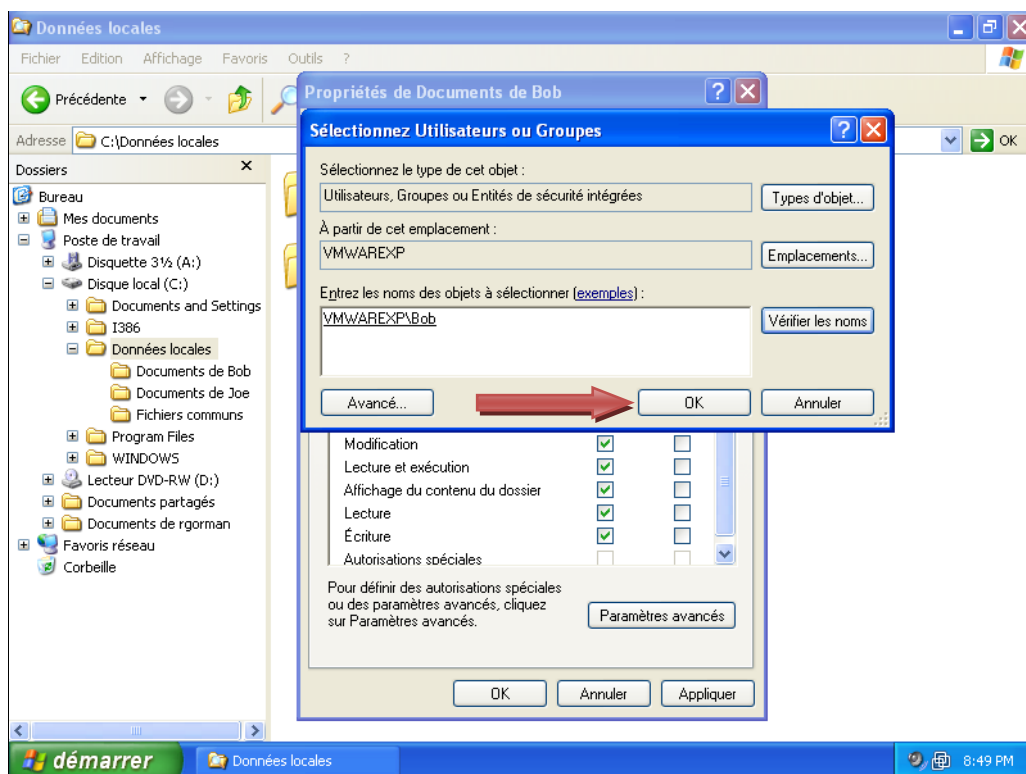 Données locales
Fichier Edition Affichage Favoris Outils ?
Précédente
Adresse C:\Données locales OK
Dossiers X
Bureau
Mes documents
Poste de travail
Disquette 3½ (A:)
Disque local (C:)
Documents and Settings
I386
Données locales
Documents de Bob
Documents de Joe
Fichiers communs
Program Files
WINDOWS
Lecteur DVD-RW (D:)
Documents partagés
Documents de rgorman
Favoris réseau
Corbeille
Propriétés de Documents de Bob
Sélectionnez Utilisateurs ou Groupes
Sélectionnez le type de cet objet :
Utilisateurs, Groupes ou Entités de sécurité intégrées
Types d'objet...
À partir de cet emplacement :
VMWAREXP
Emplacements...
Entrez les noms des objets à sélectionner (exemples) :
VMWAREXP\Bob
Vérifier les noms
Avancé... OK Annuler
Modification
Lecture et exécution
Affichage du contenu du dossier
Lecture
Écriture
Autorisations spéciales
Pour définir des autorisations spéciales
ou des paramètres avancés, cliquez
sur Paramètres avancés.
Paramètres avancés
OK Annuler Appliquer
démarrer Données locales 8:49 PM